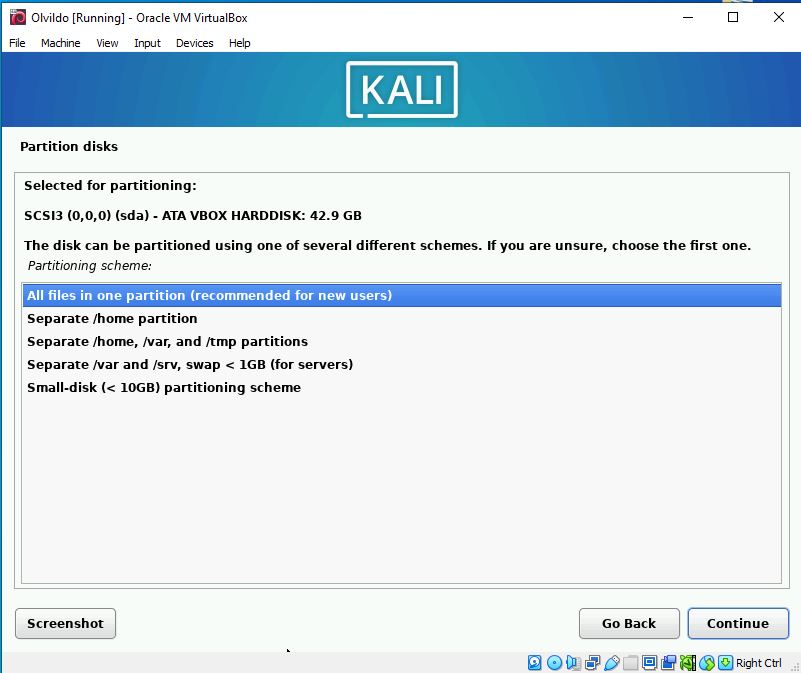 Olvildo [Running] - Oracle VM VirtualBox
File Machine View Input Devices Help
KALI
Partition disks
Selected for partitioning:
SCSI3 (0,0,0) (sda) - ATA VBOX HARDDISK: 42.9 GB
The disk can be partitioned using one of several different schemes. If you are unsure, choose the first one.
Partitioning scheme:
All files in one partition (recommended for new users)
Separate /home partition
Separate /home, /var, and /tmp partitions
Separate /var and /srv, swap < 1GB (for servers)
Small-disk (< 10GB) partitioning scheme
Screenshot Go Back Continue
Right Ctrl